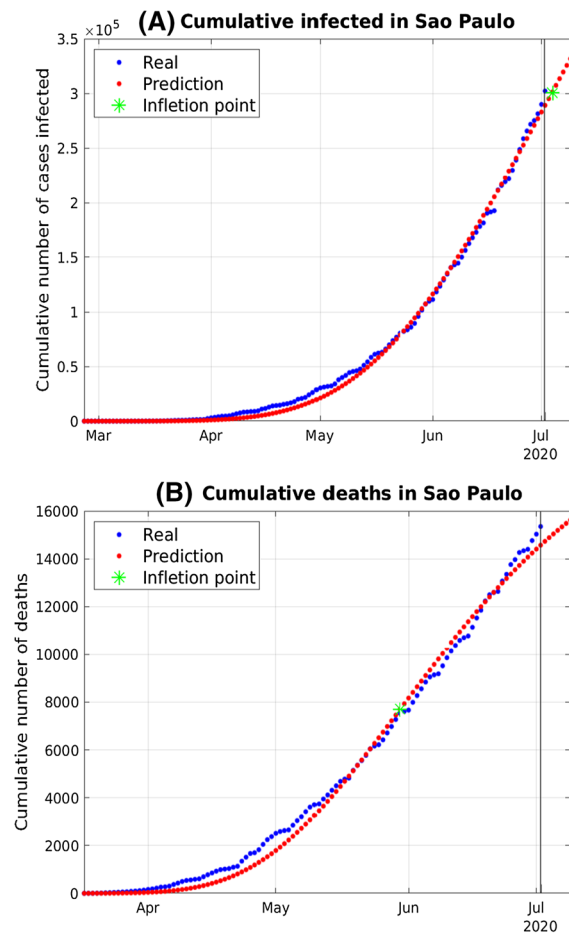 (A) Cumulative infected in Sao Paulo
×10⁵
3.5
3
2.5
2
1.5
1
0.5
0
Cumulative number of cases infected
Real
Prediction
Infletion point
Mar Apr May Jun Jul
2020
(B) Cumulative deaths in Sao Paulo
16000
14000
12000
10000
8000
6000
4000
2000
0
Cumulative number of deaths
Real
Prediction
Infletion point
Apr May Jun Jul
2020